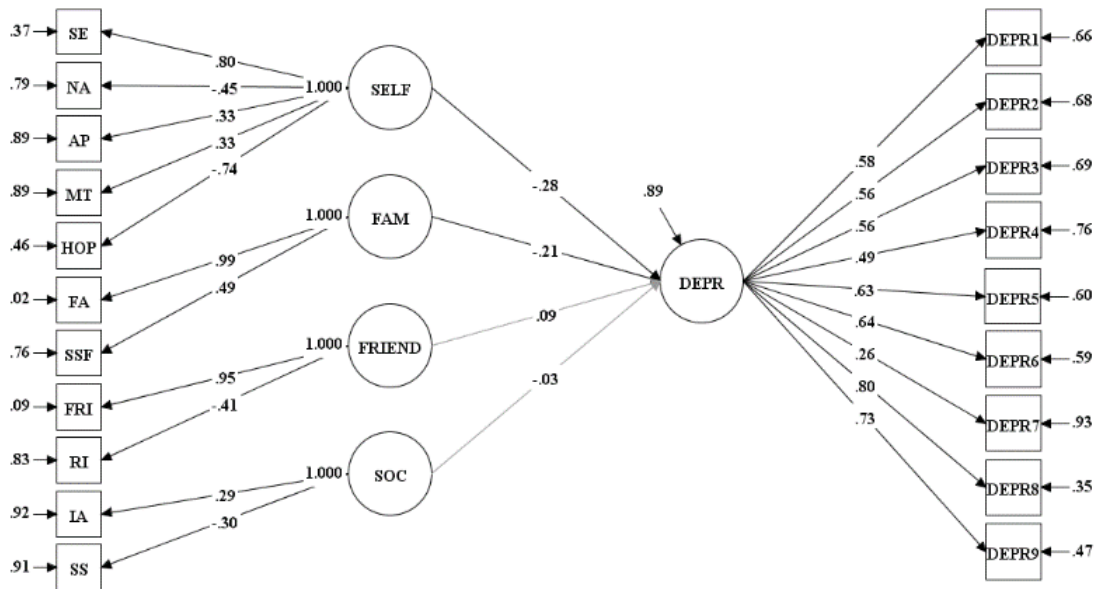 .37 SE
.80
.79 NA
-.45
.89 AP
.33
.89 MT
.33
.46 HOP
-.74
1.000 SELF
.02 FA
.99
.76 SSF
.49
1.000 FAM
.09 FRI
.95
.83 RI
-.41
1.000 FRIEND
.92 IA
.29
.91 SS
-.30
1.000 SOC
-.28
-.21
.09
-.03
.89
DEPR
.58
.56
.56
.49
.63
.64
.26
.80
.73
DEPR1 .66
DEPR2 .68
DEPR3 .69
DEPR4 .76
DEPR5 .60
DEPR6 .59
DEPR7 .93
DEPR8 .35
DEPR9 .47